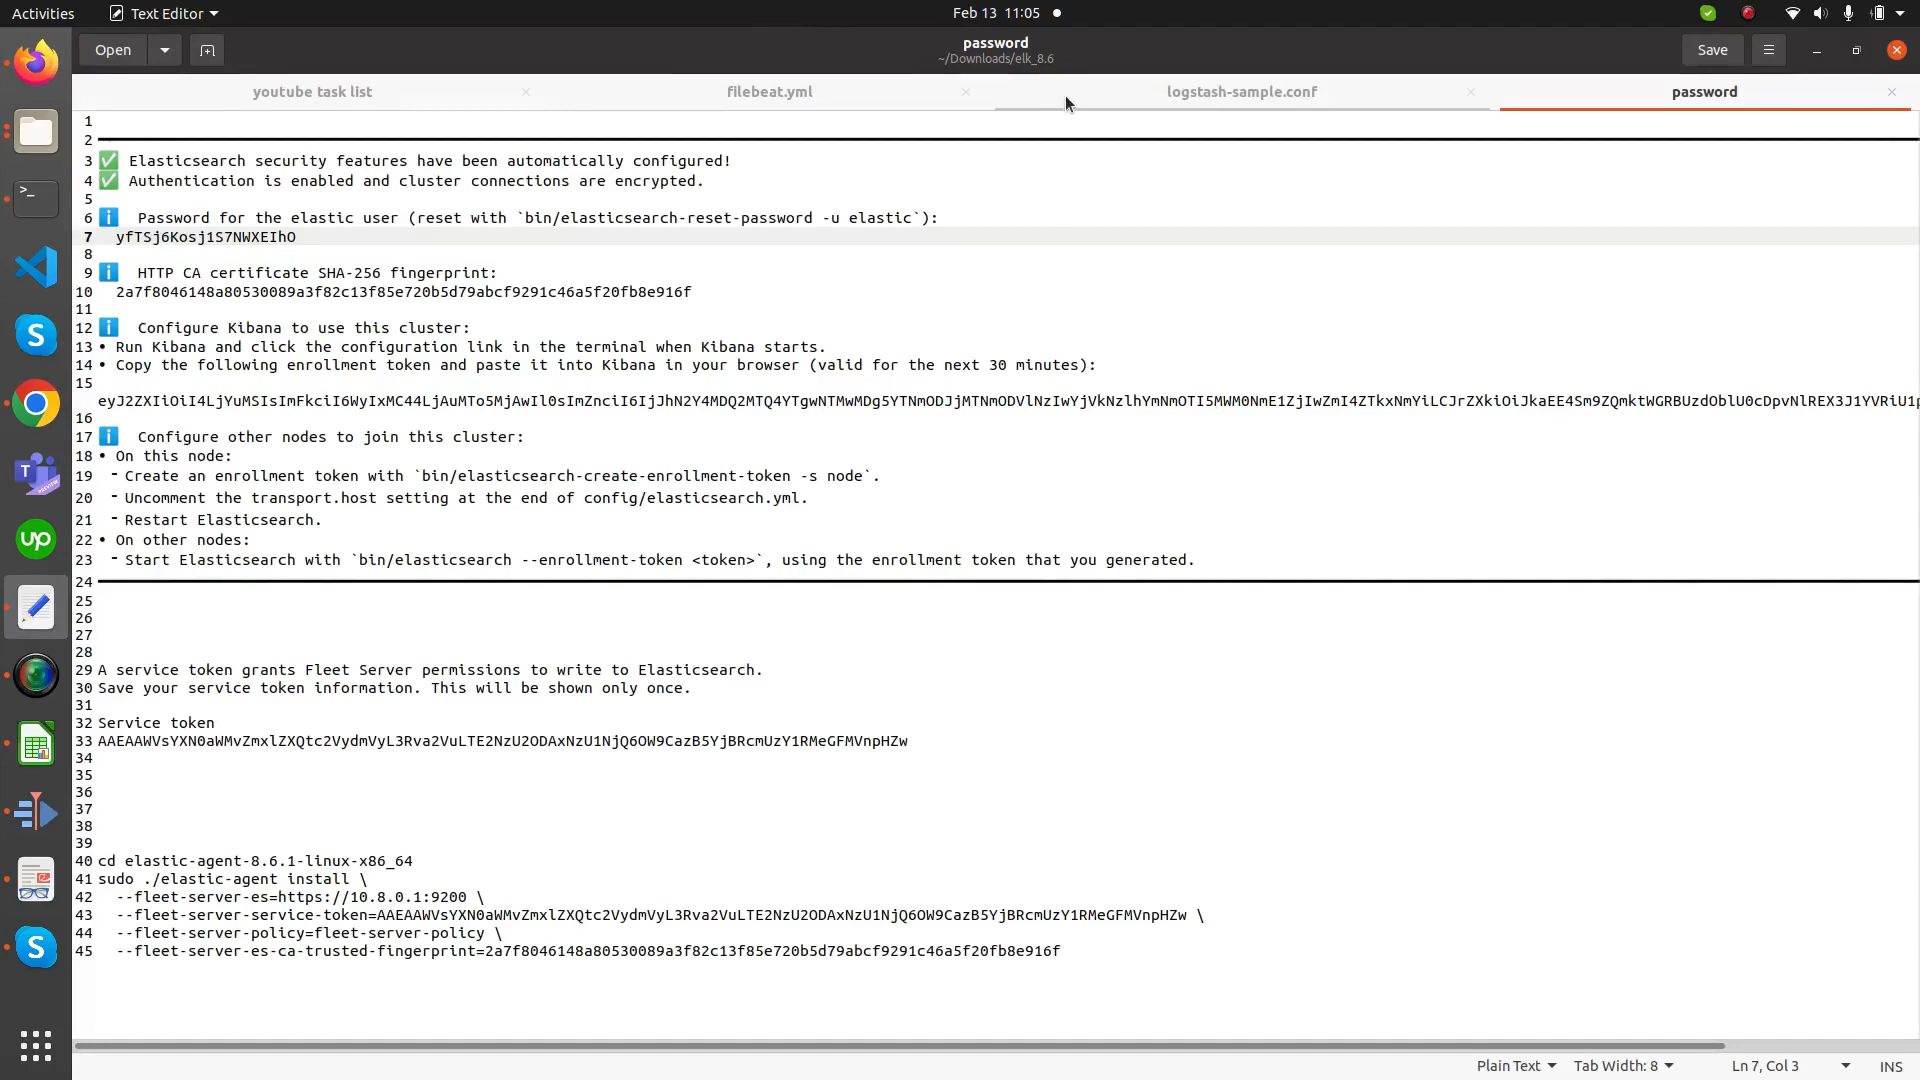 Activities
Text Editor
Feb 13 11:05
Open
password
~/Downloads/elk_8.6
Save
youtube task list
filebeat.yml
logstash-sample.conf
password
1
2
3 ✅ Elasticsearch security features have been automatically configured!
4 ✅ Authentication is enabled and cluster connections are encrypted.
5
6 ℹ️ Password for the elastic user (reset with `bin/elasticsearch-reset-password -u elastic`):
7 yfTSj6Kosj1S7NWXEIhO
8
9 ℹ️ HTTP CA certificate SHA-256 fingerprint:
10 2a7f8046148a80530089a3f82c13f85e720b5d79abcf9291c46a5f20fb8e916f
11
12 ℹ️ Configure Kibana to use this cluster:
13 • Run Kibana and click the configuration link in the terminal when Kibana starts.
14 • Copy the following enrollment token and paste it into Kibana in your browser (valid for the next 30 minutes):
15
eyJ2ZXIiOiI4LjYuMSIsImFkciI6WyIxMC44LjAuMTo5MjAwIl0sImZnciI6IjJhN2Y4MDQ2MTQ4YTgwNTMwMDg5YTNmODJjMTNmODVlNzIwYjVkNzlhYmNmOTI5MWM0NmE1ZjIwZmI4ZTkxNmYiLCJrZXkiOiJkaEE4Sm9ZQmktWGRBUzdOblU0cDpvNlREX3J1YVRiU1p
16
17 ℹ️ Configure other nodes to join this cluster:
18 • On this node:
19 - Create an enrollment token with `bin/elasticsearch-create-enrollment-token -s node`.
20 - Uncomment the transport.host setting at the end of config/elasticsearch.yml.
21 - Restart Elasticsearch.
22 • On other nodes:
23 - Start Elasticsearch with `bin/elasticsearch --enrollment-token <token>`, using the enrollment token that you generated.
24
25
26
27
28
29 A service token grants Fleet Server permissions to write to Elasticsearch.
30 Save your service token information. This will be shown only once.
31
32 Service token
33 AAEAAWVsYXN0aWMvZmxlZXQtc2VydmVyL3Rva2VuLTE2NzU2ODAxNzU1NjQ6OW9CazB5YjBRcmUzY1RMeGFMVnpHZw
34
35
36
37
38
39
40 cd elastic-agent-8.6.1-linux-x86_64
41 sudo ./elastic-agent install \
42 --fleet-server-es=https://10.8.0.1:9200 \
43 --fleet-server-service-token=AAEAAWVsYXN0aWMvZmxlZXQtc2VydmVyL3Rva2VuLTE2NzU2ODAxNzU1NjQ6OW9CazB5YjBRcmUzY1RMeGFMVnpHZw \
44 --fleet-server-policy=fleet-server-policy \
45 --fleet-server-es-ca-trusted-fingerprint=2a7f8046148a80530089a3f82c13f85e720b5d79abcf9291c46a5f20fb8e916f
Plain Text
Tab Width: 8
Ln 7, Col 3
INS